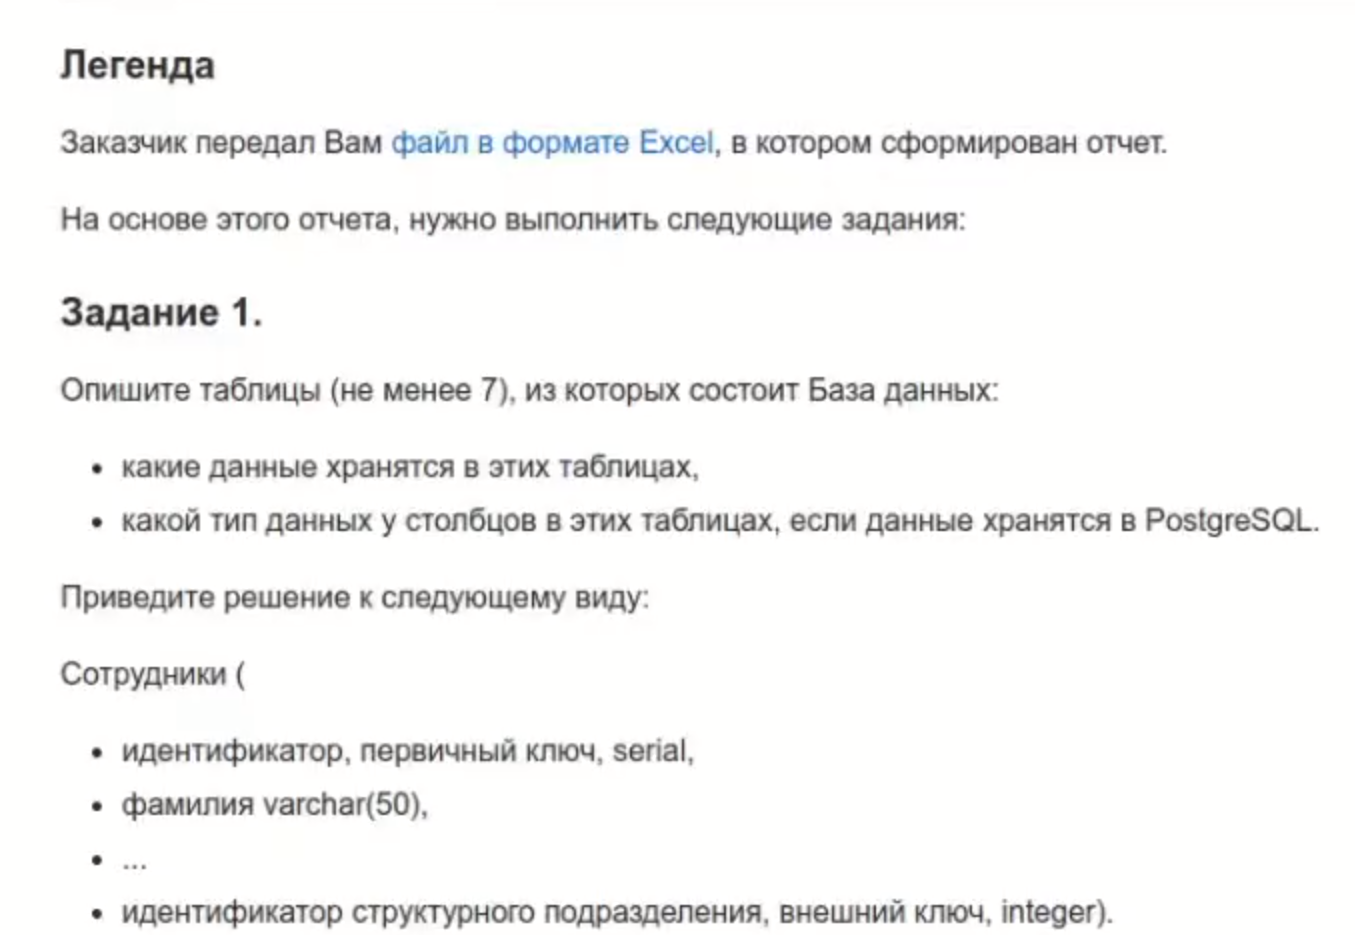 Легенда
Заказчик передал Вам файл в формате Excel, в котором сформирован отчет.
На основе этого отчета, нужно выполнить следующие задания:
Задание 1.
Опишите таблицы (не менее 7), из которых состоит База данных:
• какие данные хранятся в этих таблицах,
• какой тип данных у столбцов в этих таблицах, если данные хранятся в PostgreSQL.
Приведите решение к следующему виду:
Сотрудники (
• идентификатор, первичный ключ, serial,
• фамилия varchar(50),
• ...
• идентификатор структурного подразделения, внешний ключ, integer).